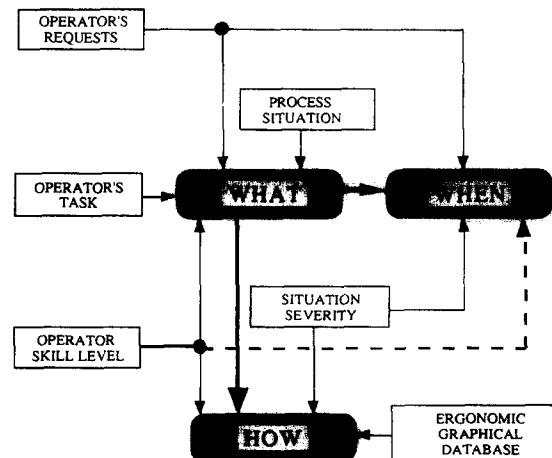 OPERATOR'S
REQUESTS
PROCESS
SITUATION
OPERATOR'S
TASK
WHAT
WHEN
SITUATION
SEVERITY
OPERATOR
SKILL LEVEL
HOW
ERGONOMIC
GRAPHICAL
DATABASE